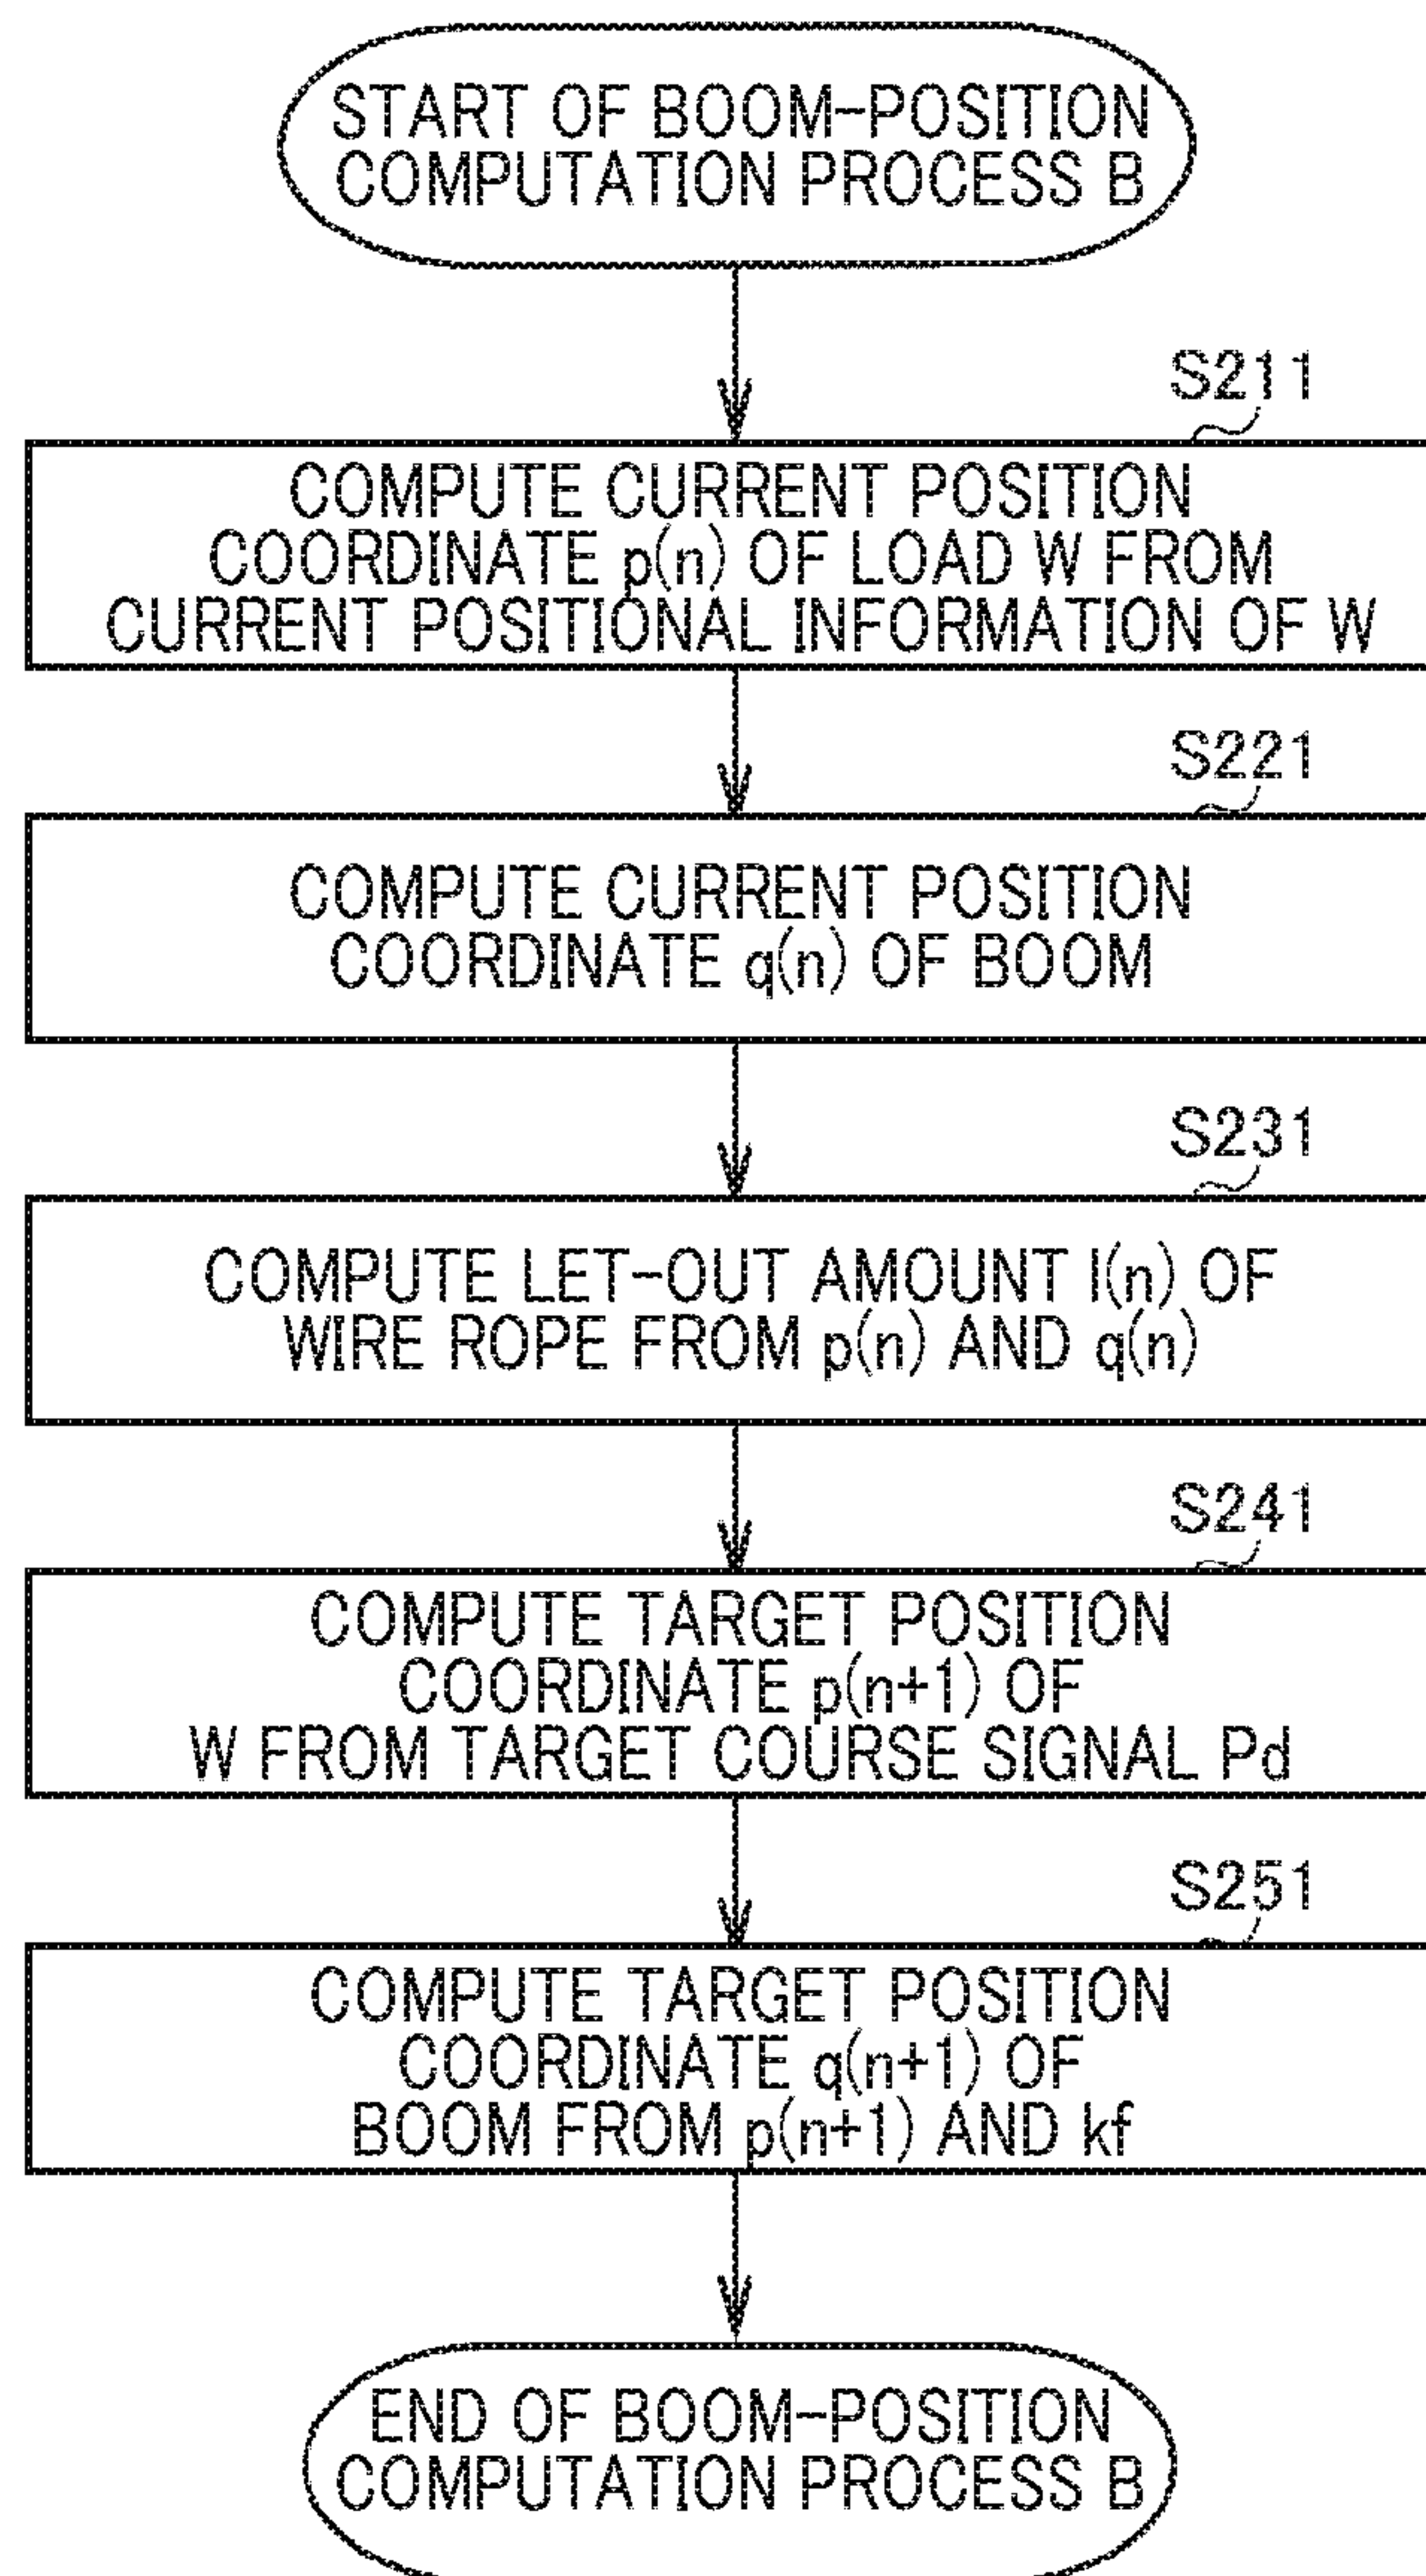 START OF BOOM-POSITION
COMPUTATION PROCESS B
S211
COMPUTE CURRENT POSITION
COORDINATE p(n) OF LOAD W FROM
CURRENT POSITIONAL INFORMATION OF W
S221
COMPUTE CURRENT POSITION
COORDINATE q(n) OF BOOM
S231
COMPUTE LET-OUT AMOUNT l(n) OF
WIRE ROPE FROM p(n) AND q(n)
S241
COMPUTE TARGET POSITION
COORDINATE p(n+1) OF
W FROM TARGET COURSE SIGNAL Pd
S251
COMPUTE TARGET POSITION
COORDINATE q(n+1) OF
BOOM FROM p(n+1) AND kf
END OF BOOM-POSITION
COMPUTATION PROCESS B